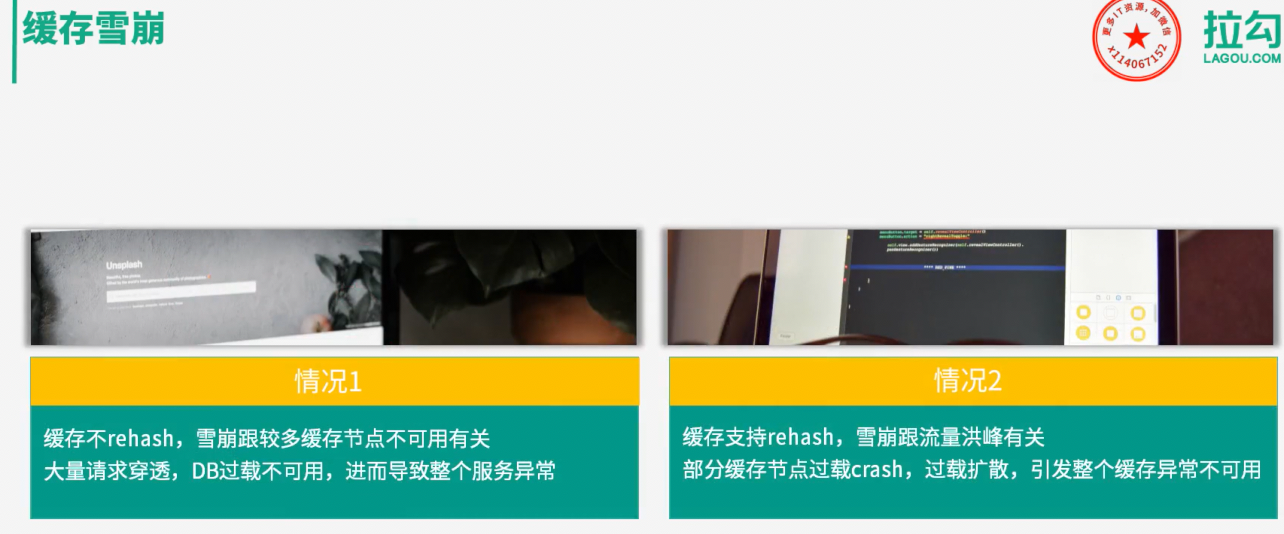 缓存雪崩
更多IT资源,加微信
x114067152
拉勾
LAGOU.COM
Unsplash
情况1
缓存不rehash，雪崩跟较多缓存节点不可用有关
大量请求穿透，DB过载不可用，进而导致整个服务异常
情况2
缓存支持rehash，雪崩跟流量洪峰有关
部分缓存节点过载crash，过载扩散，引发整个缓存异常不可用